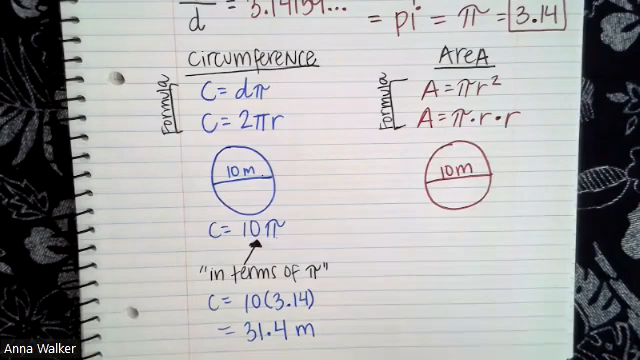 d = 3.14159...
= pi = π = 3.14
Circumference
Formula
C = dπ
C = 2πr
10m
C = 10π
"in terms of π"
C = 10(3.14)
= 31.4 m
Area
Formula
A = πr²
A = π·r·r
10m
Anna Walker